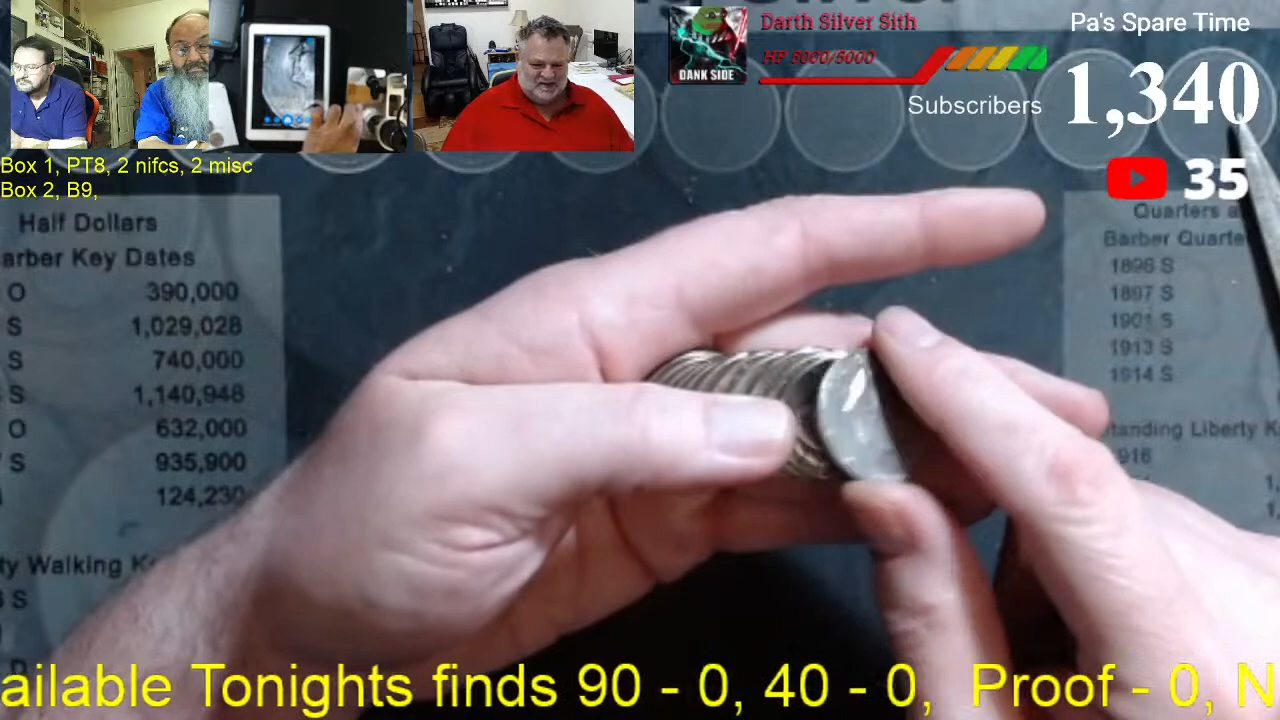 Darth Silver Sith
HP 5000/5000
DANK SIDE
Pa's Spare Time
Subscribers 1,340
35
Box 1, PT8, 2 nifcs, 2 misc
Box 2, B9,
Half Dollars
arber Key Dates
O 390,000
S 1,029,028
S 740,000
S 1,140,948
O 632,000
S 935,900
124,230
ty Walking K
S
Quarters a
Barber Quarte
1896 S
1897 S
1901 S
1913 S
1914 S
tanding Liberty K
916
ailable Tonights finds 90 - 0, 40 - 0, Proof - 0, N